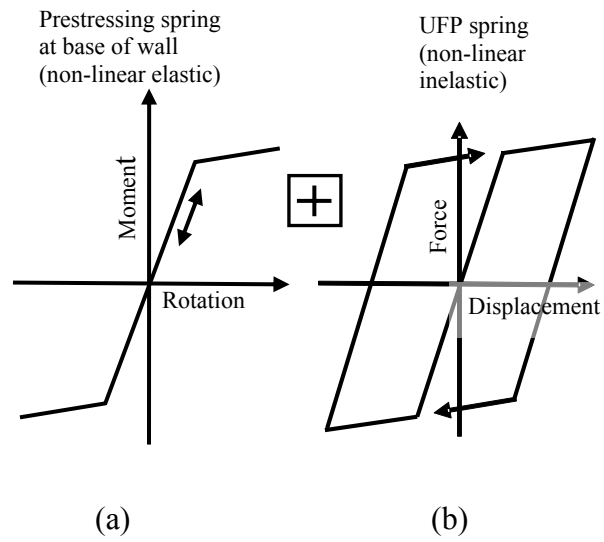 Prestressing spring
at base of wall
(non-linear elastic)
Moment
Rotation
UFP spring
(non-linear
inelastic)
Force
Displacement
(a)
(b)